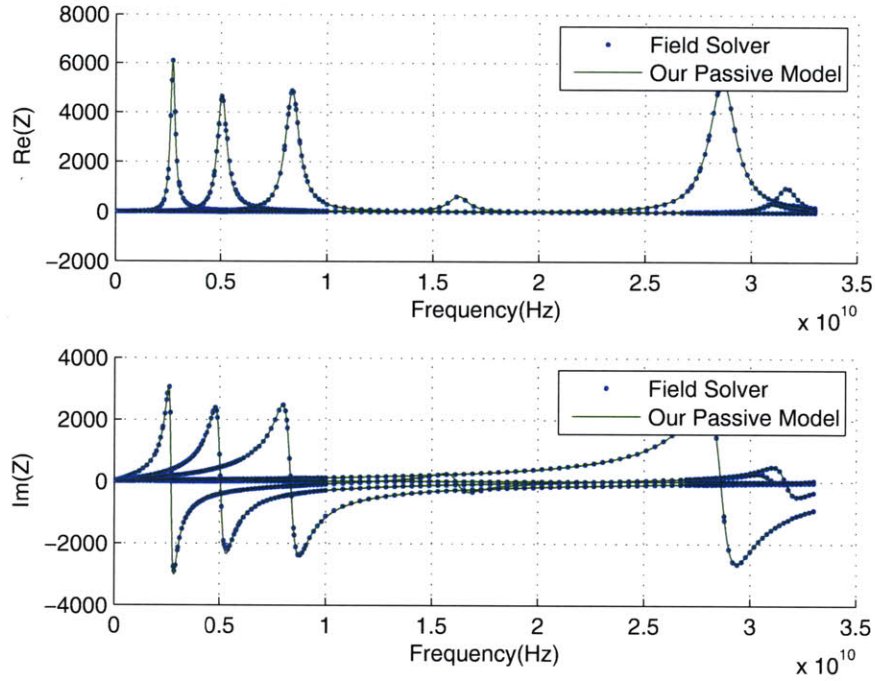 8000
6000
4000
2000
0
−2000
Re(Z)
Field Solver
Our Passive Model
0 0.5 1 1.5 2 2.5 3 3.5
Frequency(Hz)
x 10^10
4000
2000
0
−2000
−4000
Im(Z)
Field Solver
Our Passive Model
0 0.5 1 1.5 2 2.5 3 3.5
Frequency(Hz)
x 10^10